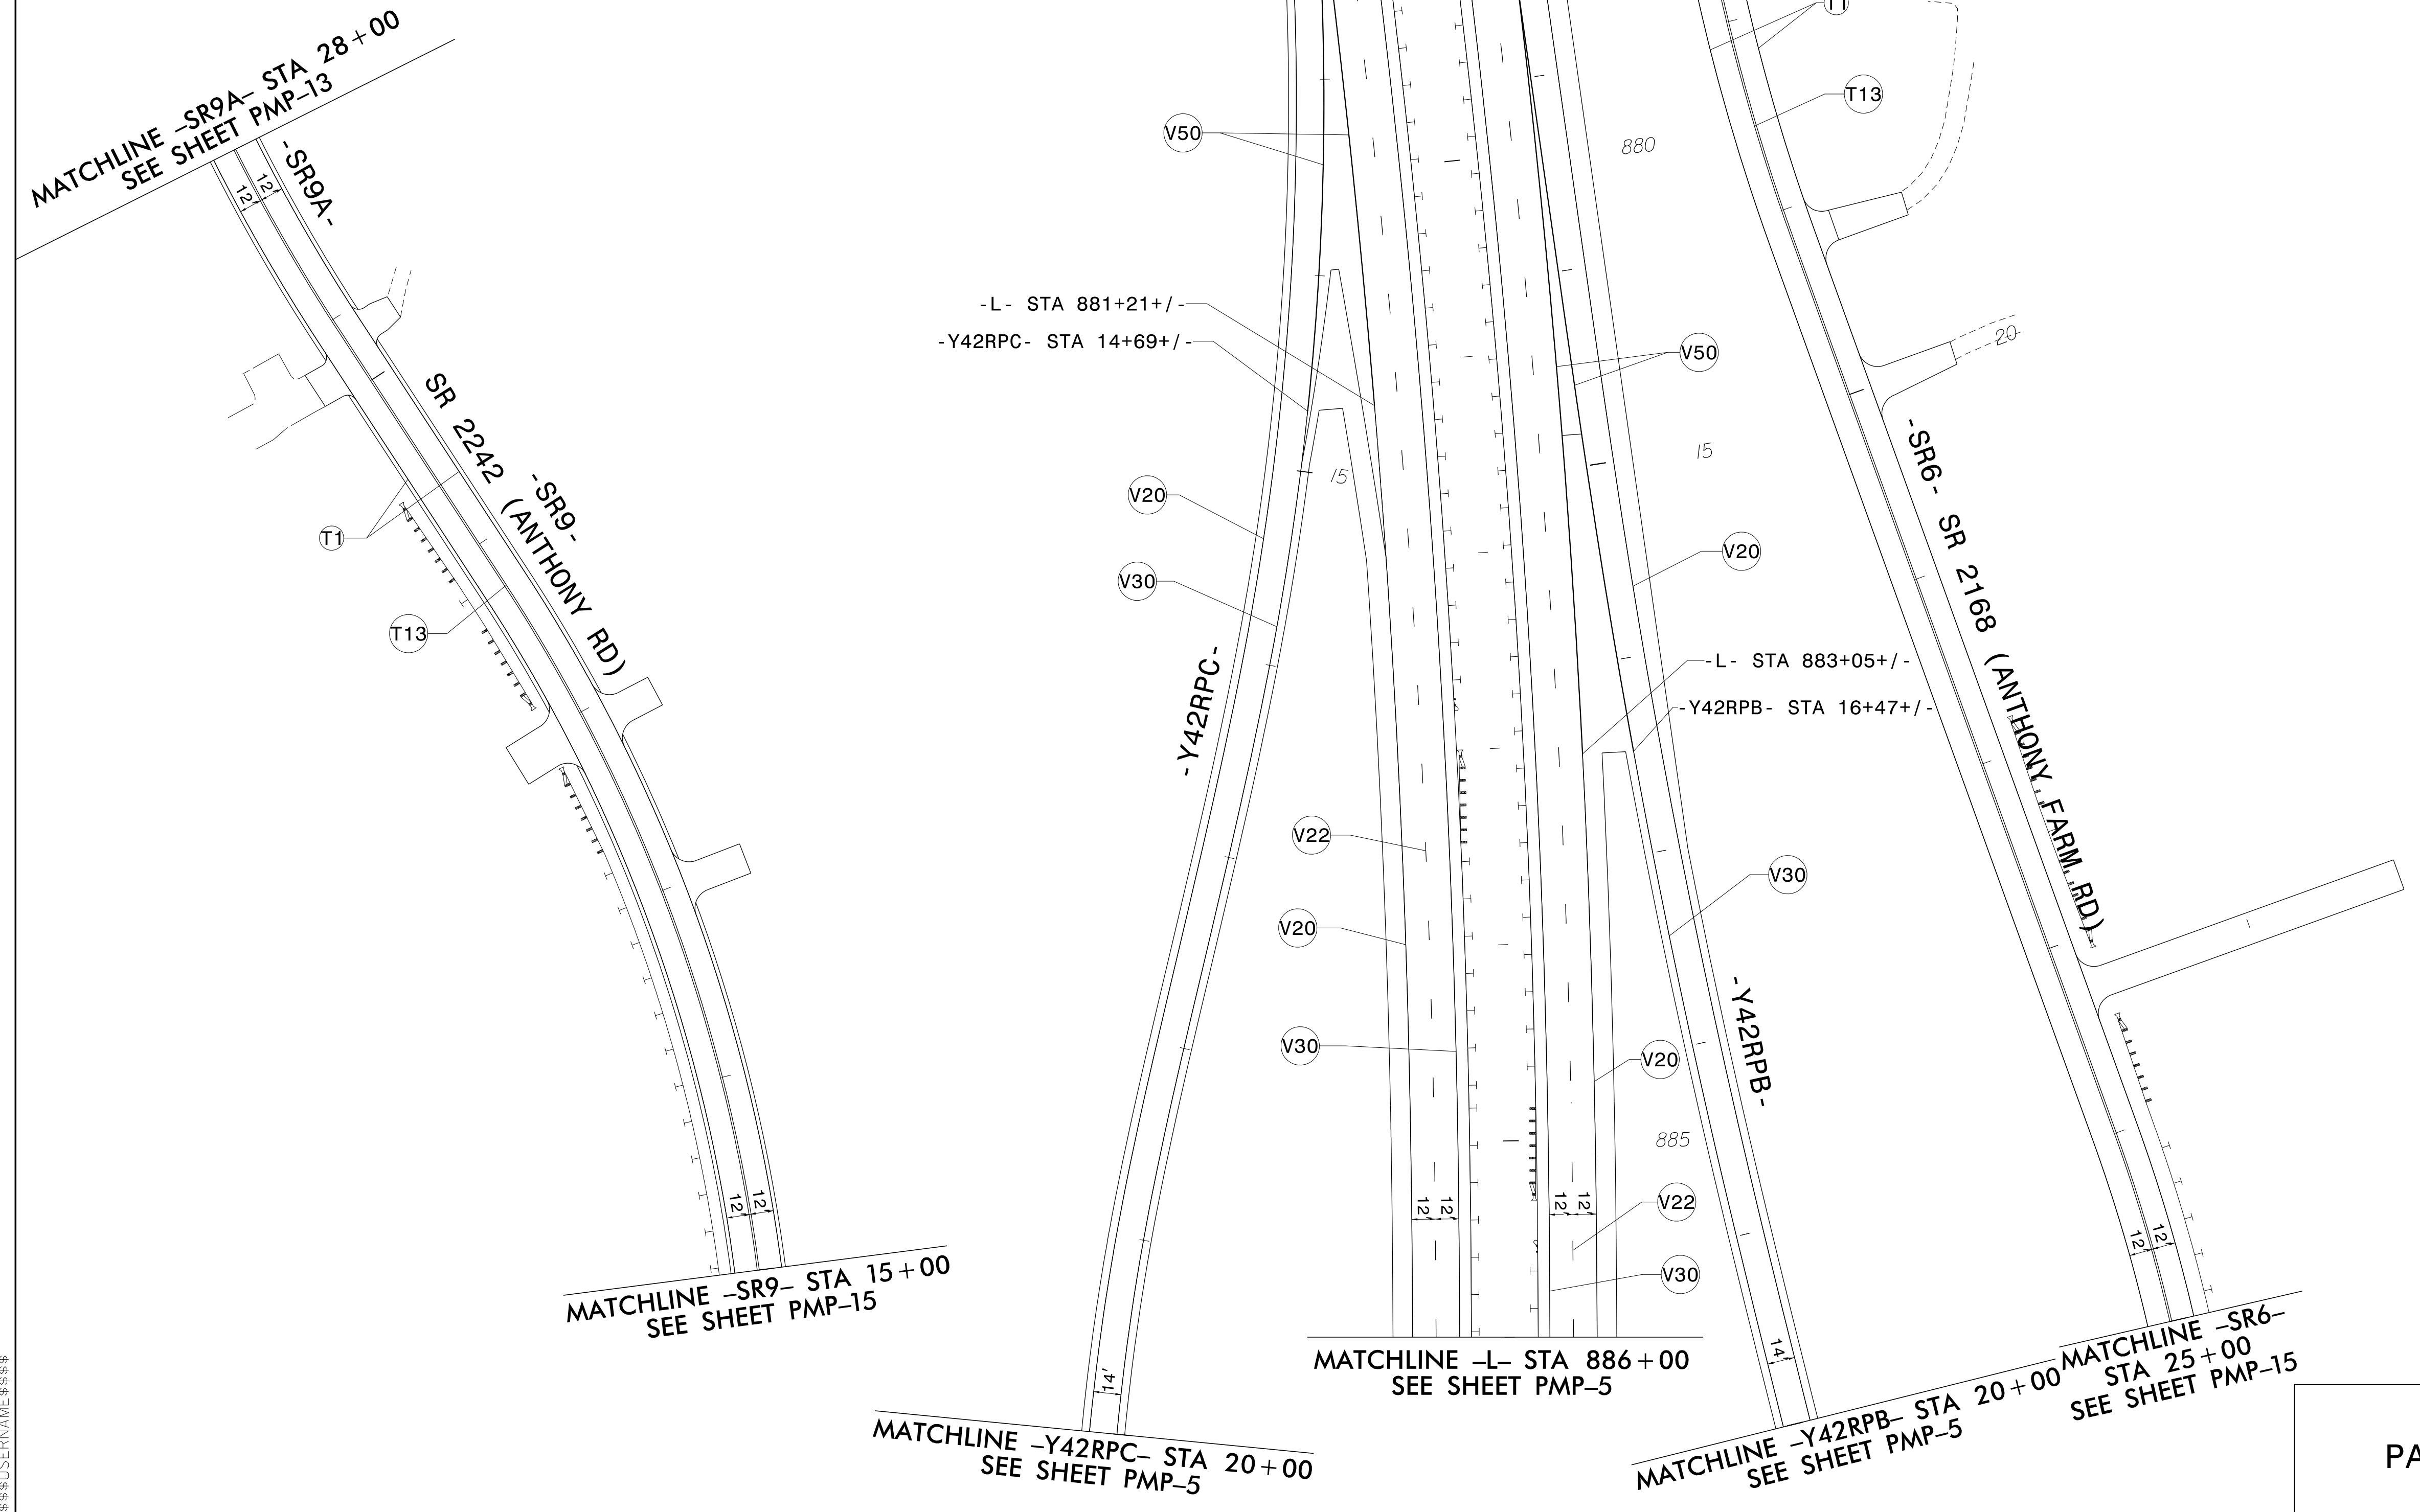 MATCHLINE –SR9A– STA 28+00
SEE SHEET PMP–13
-SR9A-
12'
12'
SR 2242 (ANTHONY RD)
-SR9-
T1
T13
12'
12'
MATCHLINE –SR9– STA 15+00
SEE SHEET PMP–15
V50
-L- STA 881+21+/-
-Y42RPC- STA 14+69+/-
15
V20
V30
-Y42RPC-
V22
V20
V30
14'
MATCHLINE –Y42RPC– STA 20+00
SEE SHEET PMP–5
12'
12'
12'
12'
MATCHLINE –L– STA 886+00
SEE SHEET PMP–5
880
V50
15
V20
-L- STA 883+05+/-
-Y42RPB- STA 16+47+/-
V30
-Y42RPB-
V20
885
V22
V30
14'
MATCHLINE –Y42RPB– STA 20+00
SEE SHEET PMP–5
T1
T13
20
-SR6- SR 2168 (ANTHONY FARM RD)
12'
12'
MATCHLINE –SR6–
STA 25+00
SEE SHEET PMP–15
PA
$$$USERNAME$$$$